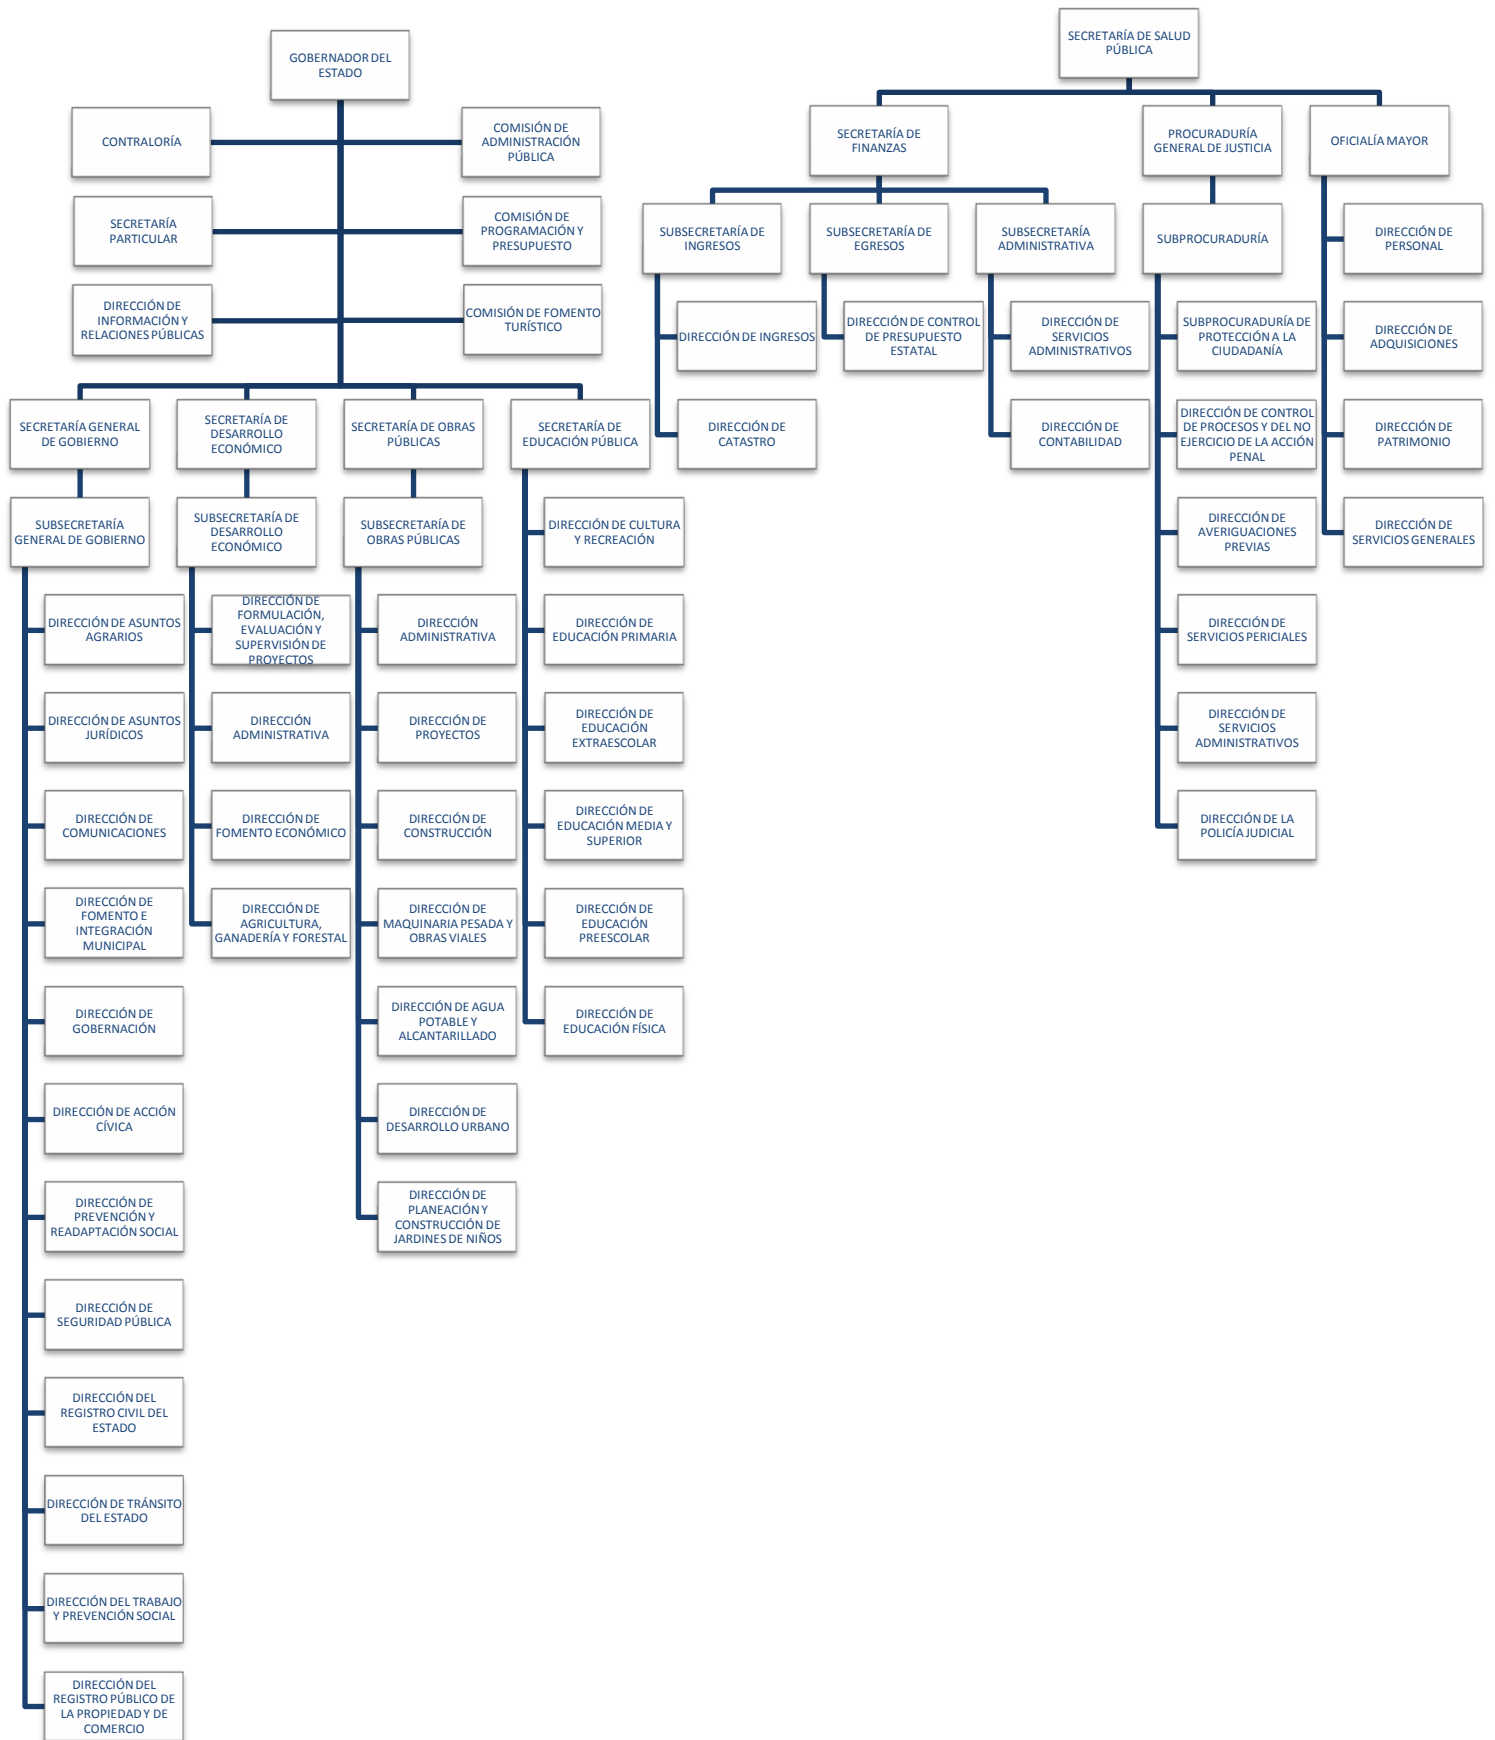 GOBERNADOR DEL
ESTADO
CONTRALORÍA
COMISIÓN DE
ADMINISTRACIÓN
PÚBLICA
SECRETARÍA
PARTICULAR
COMISIÓN DE
PROGRAMACIÓN Y
PRESUPUESTO
DIRECCIÓN DE
INFORMACIÓN Y
RELACIONES PÚBLICAS
COMISIÓN DE FOMENTO
TURÍSTICO
SECRETARÍA GENERAL
DE GOBIERNO
SUBSECRETARÍA
GENERAL DE GOBIERNO
DIRECCIÓN DE ASUNTOS
AGRARIOS
DIRECCIÓN DE ASUNTOS
JURÍDICOS
DIRECCIÓN DE
COMUNICACIONES
DIRECCIÓN DE
FOMENTO E
INTEGRACIÓN
MUNICIPAL
DIRECCIÓN DE
GOBERNACIÓN
DIRECCIÓN DE ACCIÓN
CÍVICA
DIRECCIÓN DE
PREVENCIÓN Y
READAPTACIÓN SOCIAL
DIRECCIÓN DE
SEGURIDAD PÚBLICA
DIRECCIÓN DEL
REGISTRO CIVIL DEL
ESTADO
DIRECCIÓN DE TRÁNSITO
DEL ESTADO
DIRECCIÓN DEL TRABAJO
Y PREVENCIÓN SOCIAL
DIRECCIÓN DEL
REGISTRO PÚBLICO DE
LA PROPIEDAD Y DE
COMERCIO
SECRETARÍA DE
DESARROLLO
ECONÓMICO
SUBSECRETARÍA DE
DESARROLLO
ECONÓMICO
DIRECCIÓN DE
FORMULACIÓN,
EVALUACIÓN Y
SUPERVISIÓN DE
PROYECTOS
DIRECCIÓN
ADMINISTRATIVA
DIRECCIÓN DE
FOMENTO ECONÓMICO
DIRECCIÓN DE
AGRICULTURA,
GANADERÍA Y FORESTAL
SECRETARÍA DE OBRAS
PÚBLICAS
SUBSECRETARÍA DE
OBRAS PÚBLICAS
DIRECCIÓN
ADMINISTRATIVA
DIRECCIÓN DE
PROYECTOS
DIRECCIÓN DE
CONSTRUCCIÓN
DIRECCIÓN DE
MAQUINARIA PESADA Y
OBRAS VIALES
DIRECCIÓN DE AGUA
POTABLE Y
ALCANTARILLADO
DIRECCIÓN DE
DESARROLLO URBANO
DIRECCIÓN DE
PLANEACIÓN Y
CONSTRUCCIÓN DE
JARDINES DE NIÑOS
SECRETARÍA DE
EDUCACIÓN PÚBLICA
DIRECCIÓN DE CULTURA
Y RECREACIÓN
DIRECCIÓN DE
EDUCACIÓN PRIMARIA
DIRECCIÓN DE
EDUCACIÓN
EXTRAESCOLAR
DIRECCIÓN DE
EDUCACIÓN MEDIA Y
SUPERIOR
DIRECCIÓN DE
EDUCACIÓN
PREESCOLAR
DIRECCIÓN DE
EDUCACIÓN FÍSICA
SECRETARÍA DE SALUD
PÚBLICA
SECRETARÍA DE
FINANZAS
SUBSECRETARÍA DE
INGRESOS
DIRECCIÓN DE INGRESOS
DIRECCIÓN DE
CATASTRO
SUBSECRETARÍA DE
EGRESOS
DIRECCIÓN DE CONTROL
DE PRESUPUESTO
ESTATAL
SUBSECRETARÍA
ADMINISTRATIVA
DIRECCIÓN DE
SERVICIOS
ADMINISTRATIVOS
DIRECCIÓN DE
CONTABILIDAD
PROCURADURÍA
GENERAL DE JUSTICIA
SUBPROCURADURÍA
SUBPROCURADURÍA DE
PROTECCIÓN A LA
CIUDADANÍA
DIRECCIÓN DE CONTROL
DE PROCESOS Y DEL NO
EJERCICIO DE LA ACCIÓN
PENAL
DIRECCIÓN DE
AVERIGUACIONES
PREVIAS
DIRECCIÓN DE
SERVICIOS PERICIALES
DIRECCIÓN DE
SERVICIOS
ADMINISTRATIVOS
DIRECCIÓN DE LA
POLICÍA JUDICIAL
OFICIALÍA MAYOR
DIRECCIÓN DE
PERSONAL
DIRECCIÓN DE
ADQUISICIONES
DIRECCIÓN DE
PATRIMONIO
DIRECCIÓN DE
SERVICIOS GENERALES